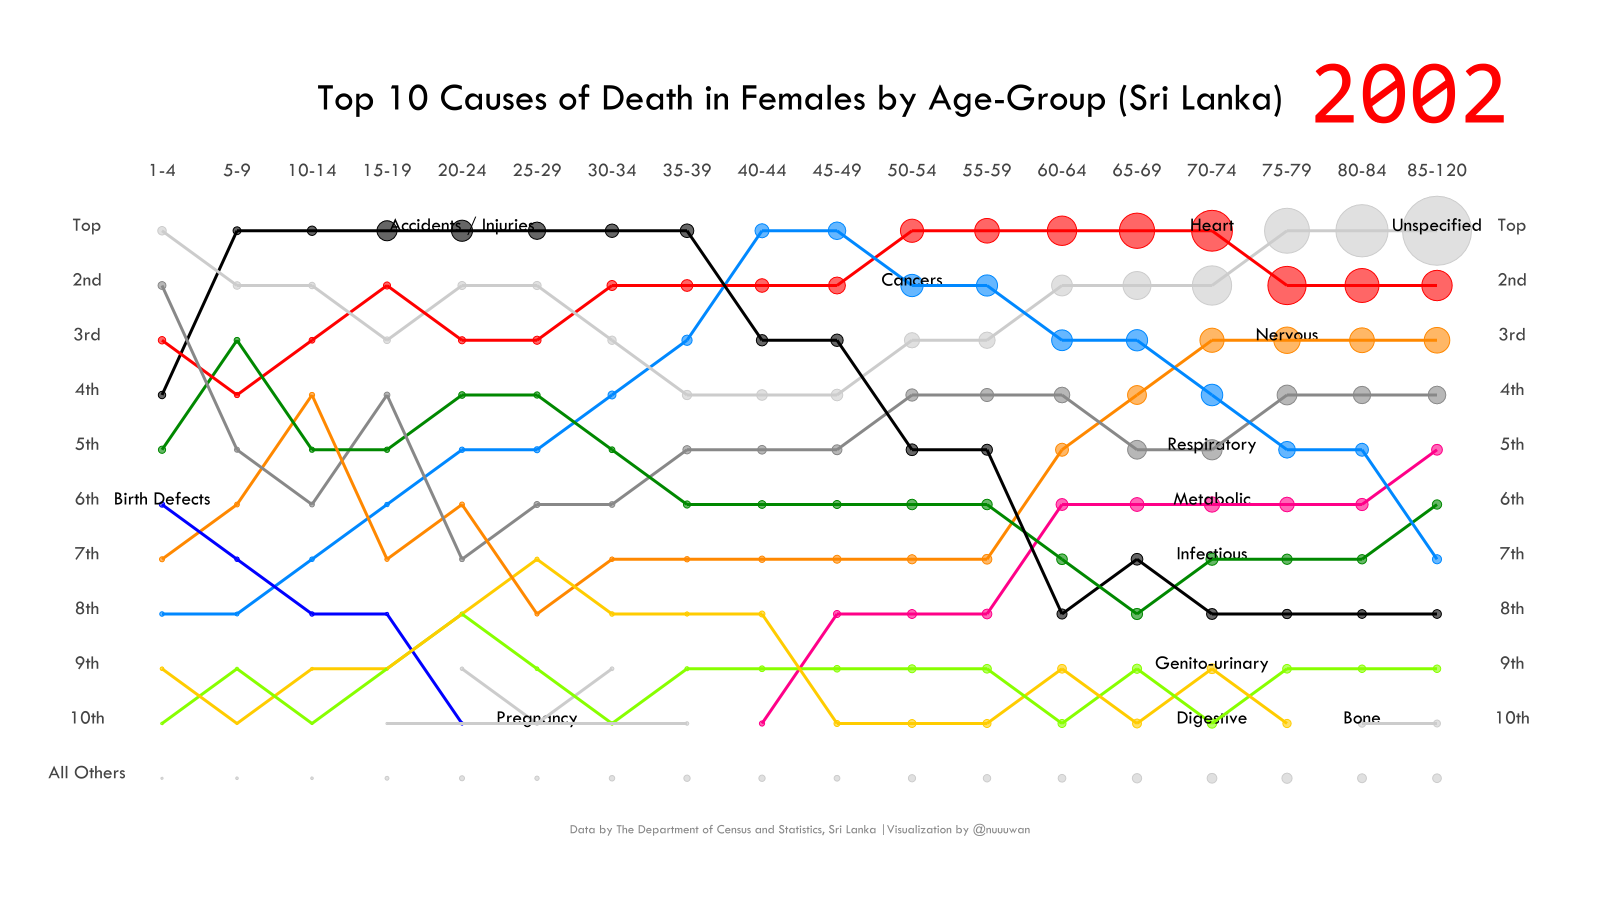 Top 10 Causes of Death in Females by Age-Group (Sri Lanka) 2002
1-4 5-9 10-14 15-19 20-24 25-29 30-34 35-39 40-44 45-49 50-54 55-59 60-64 65-69 70-74 75-79 80-84 85-120
Top Accidents / Injuries Heart Unspecified Top
2nd Cancers 2nd
3rd Nervous 3rd
4th 4th
5th Respiratory 5th
6th Birth Defects Metabolic 6th
7th Infectious 7th
8th 8th
9th Genito-urinary 9th
10th Pregnancy Digestive Bone 10th
All Others
Data by The Department of Census and Statistics, Sri Lanka | Visualization by @nuuuwan